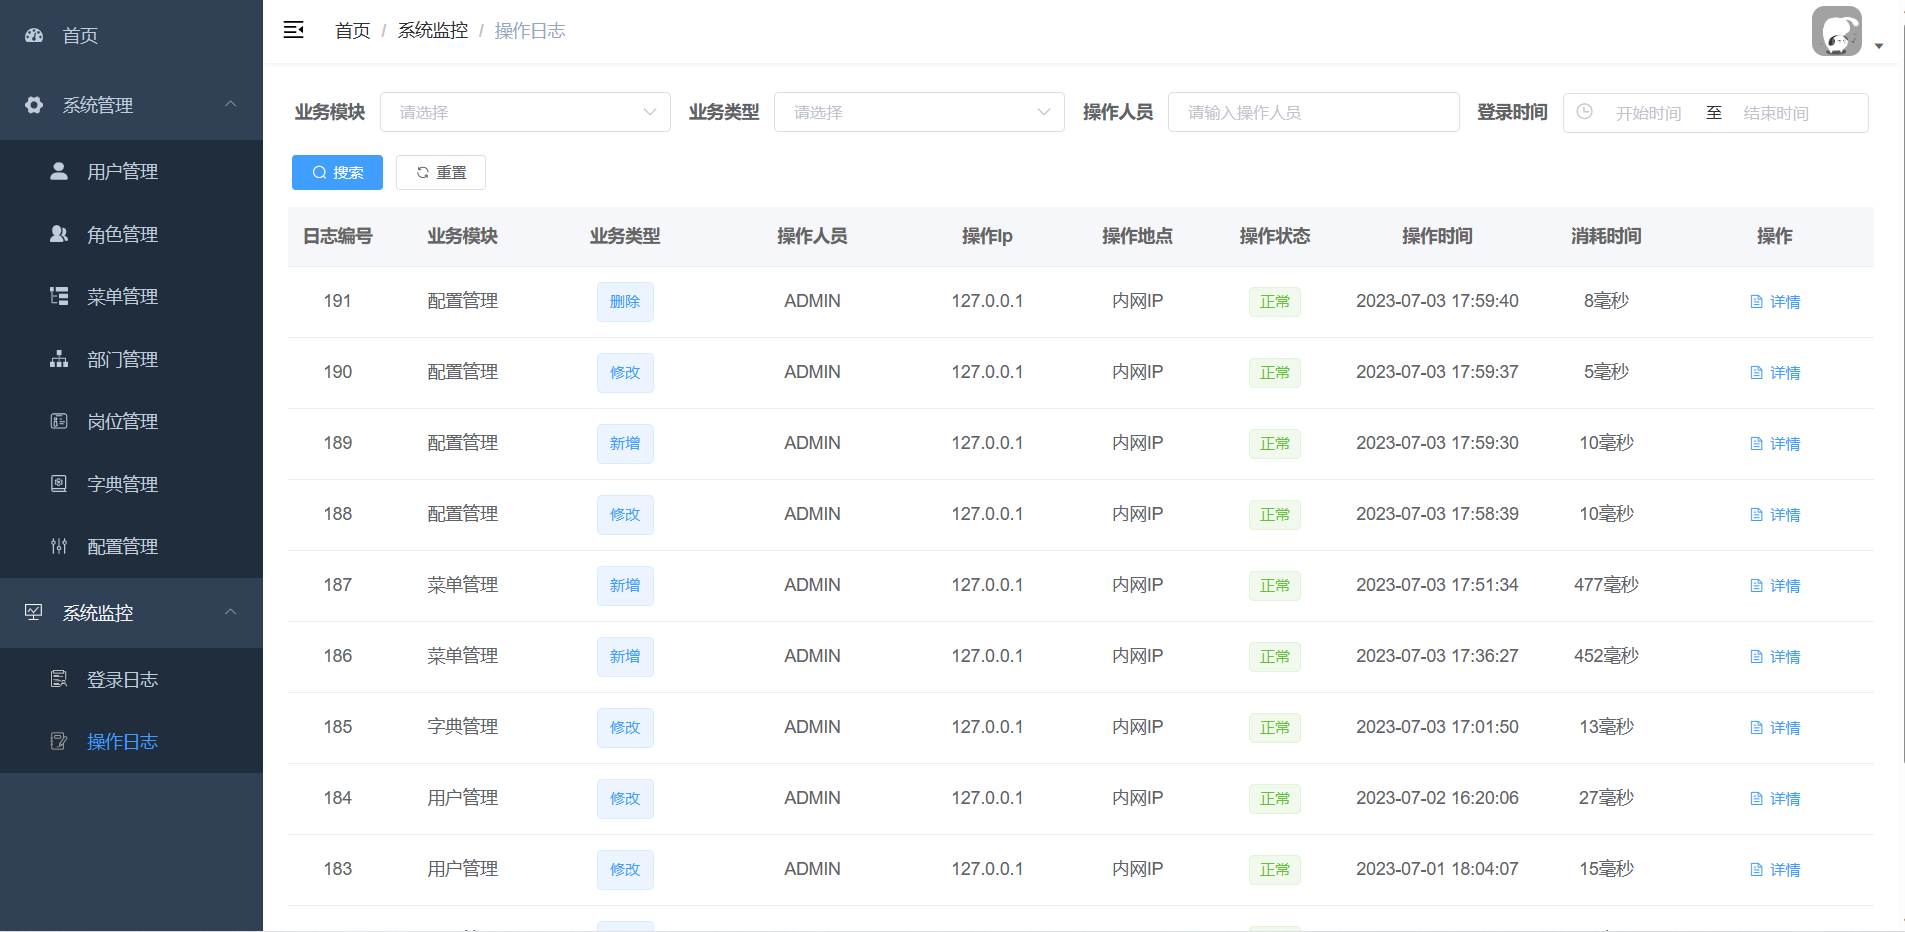 首页
系统管理
用户管理
角色管理
菜单管理
部门管理
岗位管理
字典管理
配置管理
系统监控
登录日志
操作日志
首页 / 系统监控 / 操作日志
业务模块 请选择 业务类型 请选择 操作人员 请输入操作人员 登录时间 开始时间 至 结束时间
搜索 重置
日志编号 业务模块 业务类型 操作人员 操作Ip 操作地点 操作状态 操作时间 消耗时间 操作
191 配置管理 删除 ADMIN 127.0.0.1 内网IP 正常 2023-07-03 17:59:40 8毫秒 详情
190 配置管理 修改 ADMIN 127.0.0.1 内网IP 正常 2023-07-03 17:59:37 5毫秒 详情
189 配置管理 新增 ADMIN 127.0.0.1 内网IP 正常 2023-07-03 17:59:30 10毫秒 详情
188 配置管理 修改 ADMIN 127.0.0.1 内网IP 正常 2023-07-03 17:58:39 10毫秒 详情
187 菜单管理 新增 ADMIN 127.0.0.1 内网IP 正常 2023-07-03 17:51:34 477毫秒 详情
186 菜单管理 新增 ADMIN 127.0.0.1 内网IP 正常 2023-07-03 17:36:27 452毫秒 详情
185 字典管理 修改 ADMIN 127.0.0.1 内网IP 正常 2023-07-03 17:01:50 13毫秒 详情
184 用户管理 修改 ADMIN 127.0.0.1 内网IP 正常 2023-07-02 16:20:06 27毫秒 详情
183 用户管理 修改 ADMIN 127.0.0.1 内网IP 正常 2023-07-01 18:04:07 15毫秒 详情